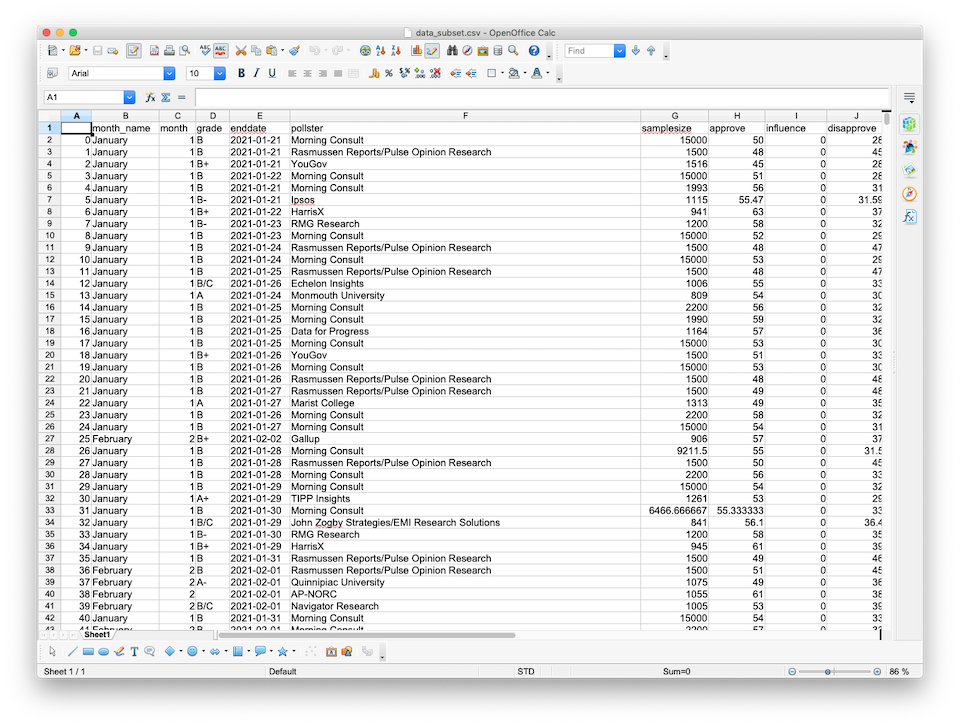 data_subset.csv - OpenOffice Calc
Find
Arial 10 B I U
A1
A B C D E F G H I J
1 month_name month grade enddate pollster samplesize approve influence disapprove
2 0 January 1 B 2021-01-21 Morning Consult 15000 50 0 28
3 1 January 1 B 2021-01-21 Rasmussen Reports/Pulse Opinion Research 1500 48 0 45
4 2 January 1 B+ 2021-01-21 YouGov 1516 45 0 28
5 3 January 1 B 2021-01-22 Morning Consult 15000 51 0 28
6 4 January 1 B 2021-01-21 Morning Consult 1993 56 0 31
7 5 January 1 B- 2021-01-21 Ipsos 1115 55.47 0 31.59
8 6 January 1 B+ 2021-01-22 HarrisX 941 63 0 37
9 7 January 1 B- 2021-01-23 RMG Research 1200 58 0 32
10 8 January 1 B 2021-01-23 Morning Consult 15000 52 0 29
11 9 January 1 B 2021-01-24 Rasmussen Reports/Pulse Opinion Research 1500 48 0 47
12 10 January 1 B 2021-01-24 Morning Consult 15000 53 0 29
13 11 January 1 B 2021-01-25 Rasmussen Reports/Pulse Opinion Research 1500 48 0 47
14 12 January 1 B/C 2021-01-26 Echelon Insights 1006 55 0 33
15 13 January 1 A 2021-01-24 Monmouth University 809 54 0 30
16 14 January 1 B 2021-01-25 Morning Consult 2200 56 0 32
17 15 January 1 B 2021-01-25 Morning Consult 1990 59 0 32
18 16 January 1 B 2021-01-25 Data for Progress 1164 57 0 36
19 17 January 1 B 2021-01-25 Morning Consult 15000 53 0 30
20 18 January 1 B+ 2021-01-26 YouGov 1500 51 0 33
21 19 January 1 B 2021-01-26 Morning Consult 15000 53 0 30
22 20 January 1 B 2021-01-26 Rasmussen Reports/Pulse Opinion Research 1500 48 0 48
23 21 January 1 B 2021-01-27 Rasmussen Reports/Pulse Opinion Research 1500 49 0 48
24 22 January 1 A 2021-01-27 Marist College 1313 49 0 35
25 23 January 1 B 2021-01-26 Morning Consult 2200 58 0 32
26 24 January 1 B 2021-01-27 Morning Consult 15000 54 0 31
27 25 February 2 B+ 2021-02-02 Gallup 906 57 0 37
28 26 January 1 B 2021-01-28 Morning Consult 9211.5 55 0 31.5
29 27 January 1 B 2021-01-28 Rasmussen Reports/Pulse Opinion Research 1500 50 0 45
30 28 January 1 B 2021-01-28 Morning Consult 2200 56 0 33
31 29 January 1 B 2021-01-29 Morning Consult 15000 54 0 32
32 30 January 1 A+ 2021-01-29 TIPP Insights 1261 53 0 29
33 31 January 1 B 2021-01-30 Morning Consult 6466.666667 55.333333 0 33
34 32 January 1 B/C 2021-01-29 John Zogby Strategies/EMI Research Solutions 841 56.1 0 36.4
35 33 January 1 B- 2021-01-30 RMG Research 1200 58 0 35
36 34 January 1 B+ 2021-01-29 HarrisX 945 61 0 39
37 35 January 1 B 2021-01-31 Rasmussen Reports/Pulse Opinion Research 1500 49 0 46
38 36 February 2 B 2021-02-01 Rasmussen Reports/Pulse Opinion Research 1500 51 0 45
39 37 February 2 A- 2021-02-01 Quinnipiac University 1075 49 0 36
40 38 February 2 2021-02-01 AP-NORC 1055 61 0 38
41 39 February 2 B/C 2021-02-01 Navigator Research 1005 53 0 39
42 40 January 1 B 2021-01-31 Morning Consult 15000 54 0 33
43 41 February 2 B 2021-02-01 Morning Consult 2200 57 0
Sheet1
Sheet 1 / 1 Default STD Sum=0 86 %